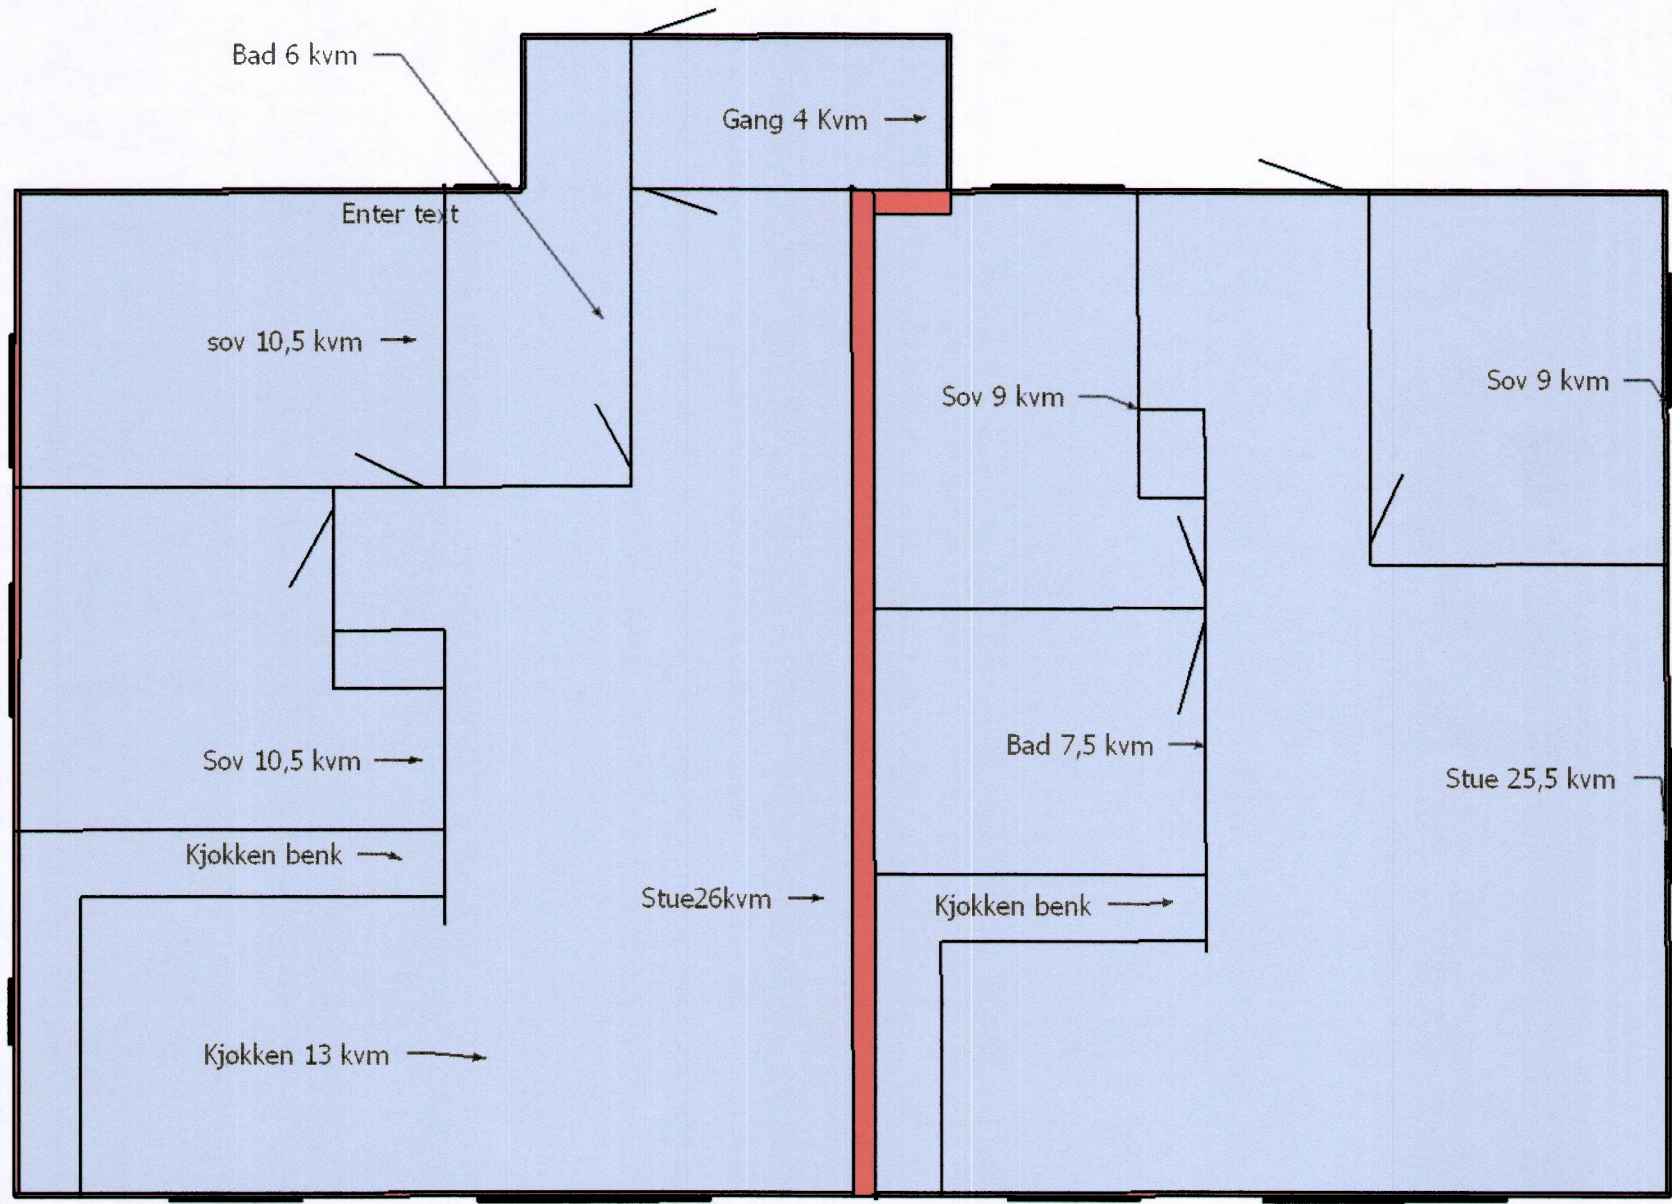 Bad 6 kvm
Gang 4 Kvm
Enter text
sov 10,5 kvm
Sov 9 kvm
Sov 9 kvm
Sov 10,5 kvm
Bad 7,5 kvm
Stue 25,5 kvm
Kjokken benk
Stue26kvm
Kjokken benk
Kjokken 13 kvm